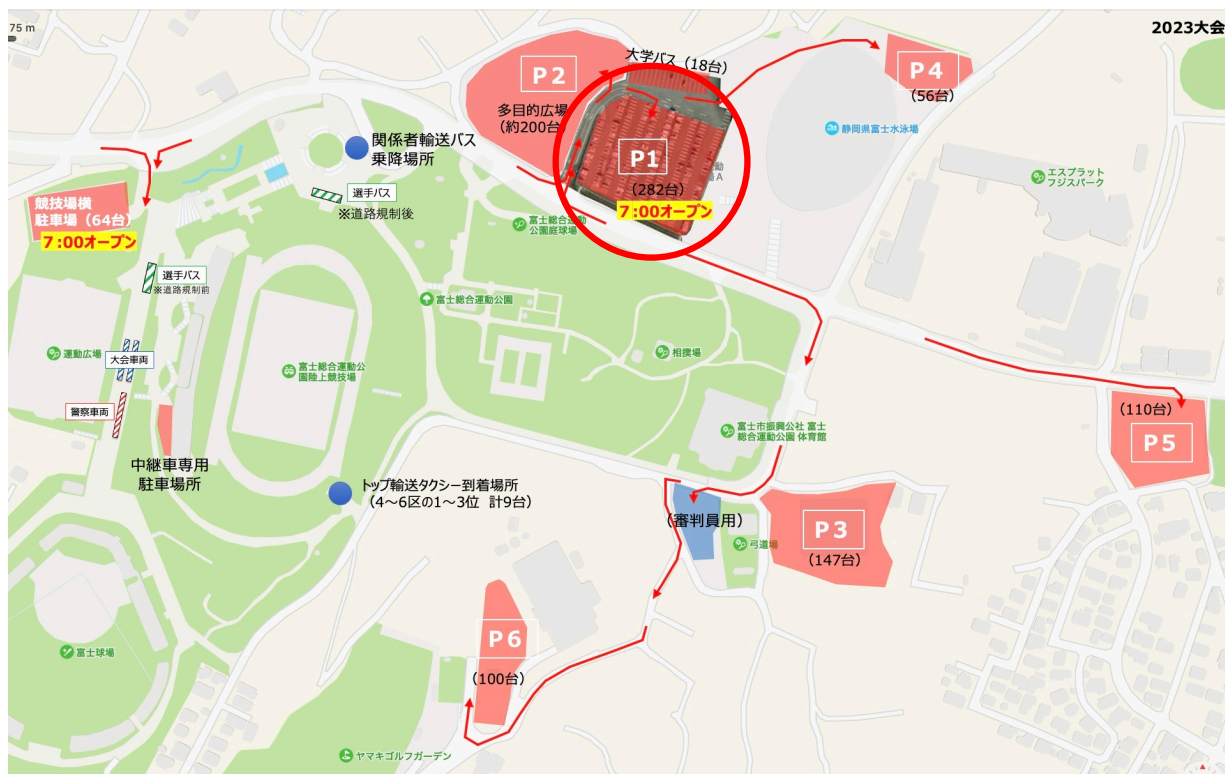 75 m
2023大会
大学バス（18台）
P2
P4
（56台）
多目的広場
（約200台）
静岡県富士水泳場
関係者輸送バス
乗降場所
P1
（282台）
7:00オープン
エスプラット
フジスパーク
選手バス
※道路規制後
競技場横
駐車場（64台）
7:00オープン
富士総合運動
公園庭球場
選手バス
※道路規制前
富士総合運動公園
運動広場
大会車両
富士総合運動公
園陸上競技場
相撲場
警察車両
（110台）
P5
富士市振興公社 富士
総合運動公園 体育館
中継車専用
駐車場所
トップ輸送タクシー到着場所
（4～6区の1～3位 計9台）
（審判員用）
P3
弓道場
（147台）
P6
富士球場
（100台）
ヤマキゴルフガーデン